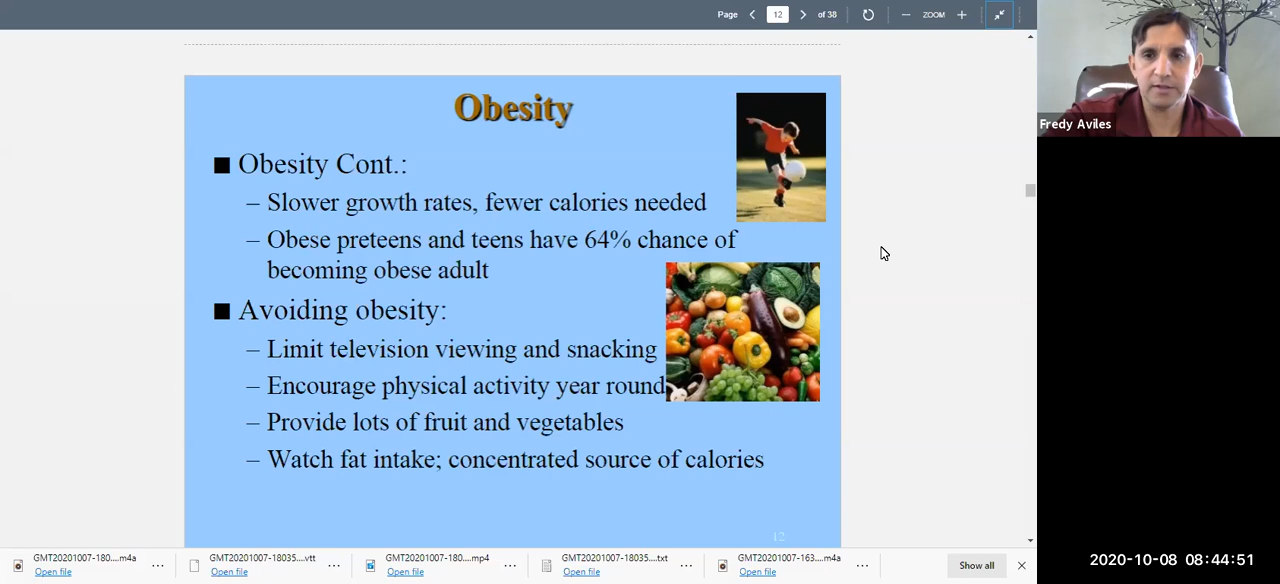 Page 12 of 38 ZOOM
Fredy Aviles
Obesity
■ Obesity Cont.:
– Slower growth rates, fewer calories needed
– Obese preteens and teens have 64% chance of
becoming obese adult
■ Avoiding obesity:
– Limit television viewing and snacking
– Encourage physical activity year round
– Provide lots of fruit and vegetables
– Watch fat intake; concentrated source of calories
12
GMT20201007-180....m4a
Open file
GMT20201007-18035....vtt
Open file
GMT20201007-180....mp4
Open file
GMT20201007-18035....txt
Open file
GMT20201007-163....m4a
Open file
Show all
2020-10-08 08:44:51